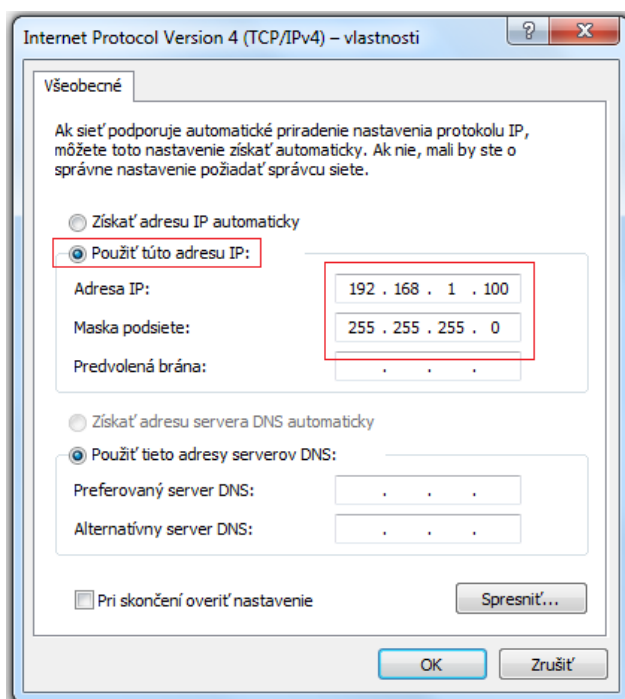 Internet Protocol Version 4 (TCP/IPv4) – vlastnosti
Všeobecné
Ak sieť podporuje automatické priradenie nastavenia protokolu IP,
môžete toto nastavenie získať automaticky. Ak nie, mali by ste o
správne nastavenie požiadať správcu siete.
Získať adresu IP automaticky
Použiť túto adresu IP:
Adresa IP: 192 . 168 . 1 . 100
Maska podsiete: 255 . 255 . 255 . 0
Predvolená brána: . . .
Získať adresu servera DNS automaticky
Použiť tieto adresy serverov DNS:
Preferovaný server DNS: . . .
Alternatívny server DNS: . . .
Pri skončení overiť nastavenie
Spresniť...
OK Zrušiť